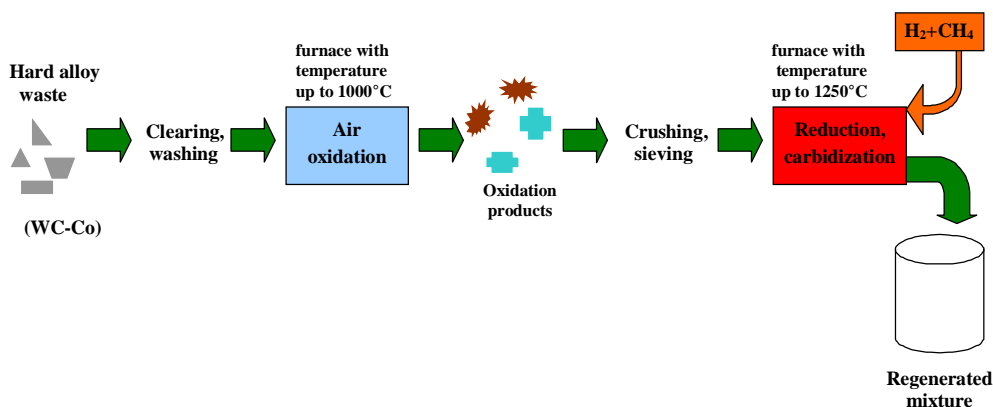 Hard alloy
waste
(WC-Co)
Clearing,
washing
furnace with
temperature
up to 1000°C
Air
oxidation
Oxidation
products
Crushing,
sieving
furnace with
temperature
up to 1250°C
Reduction,
carbidization
H₂+CH₄
Regenerated
mixture